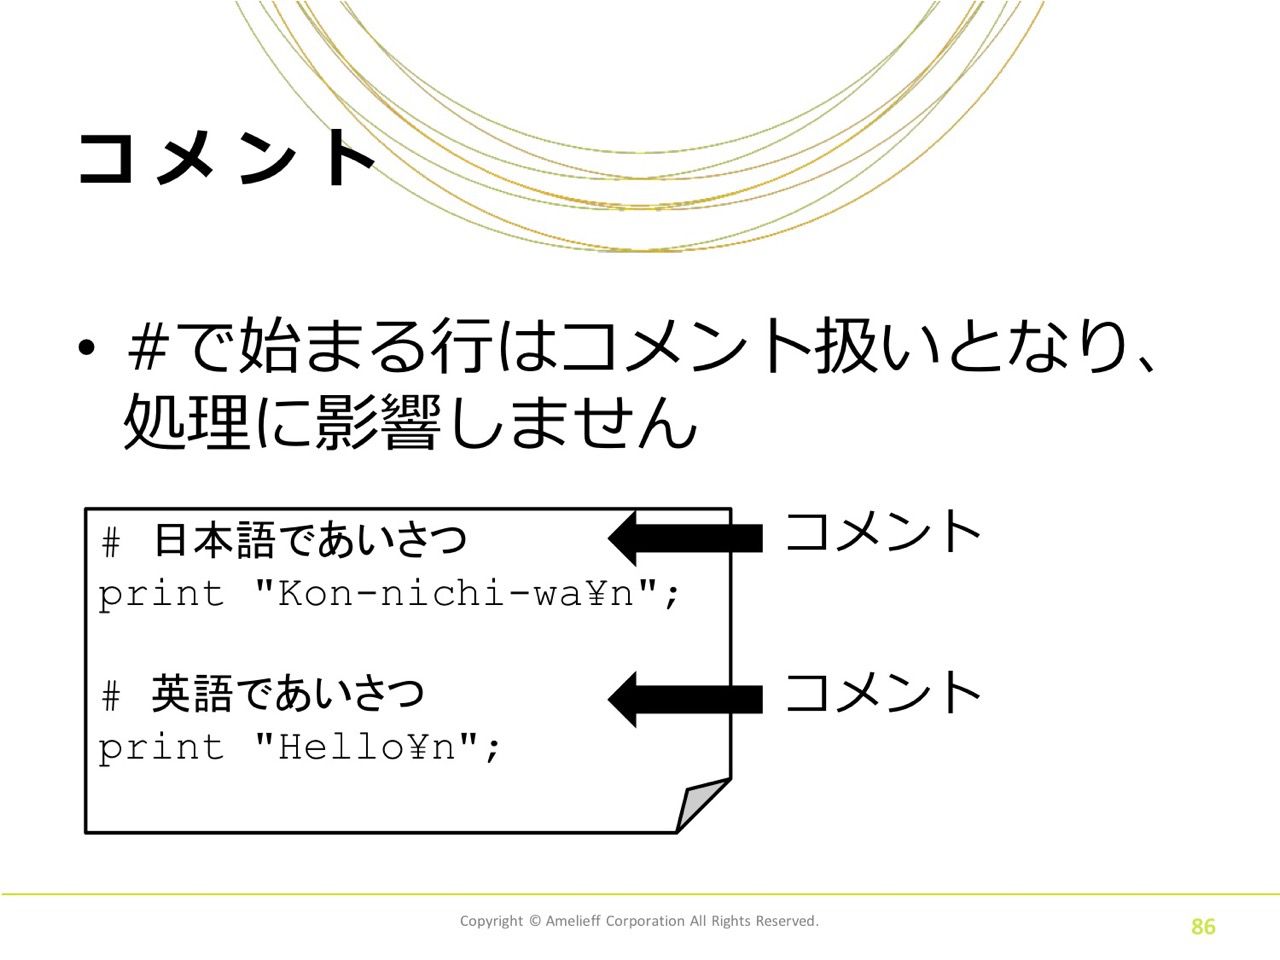 コメント
• #で始まる行はコメント扱いとなり、
処理に影響しません
# 日本語であいさつ
コメント
print "Kon-nichi-wa¥n";
# 英語であいさつ
コメント
print "Hello¥n";
Copyright © Amelieff Corporation All Rights Reserved.
86